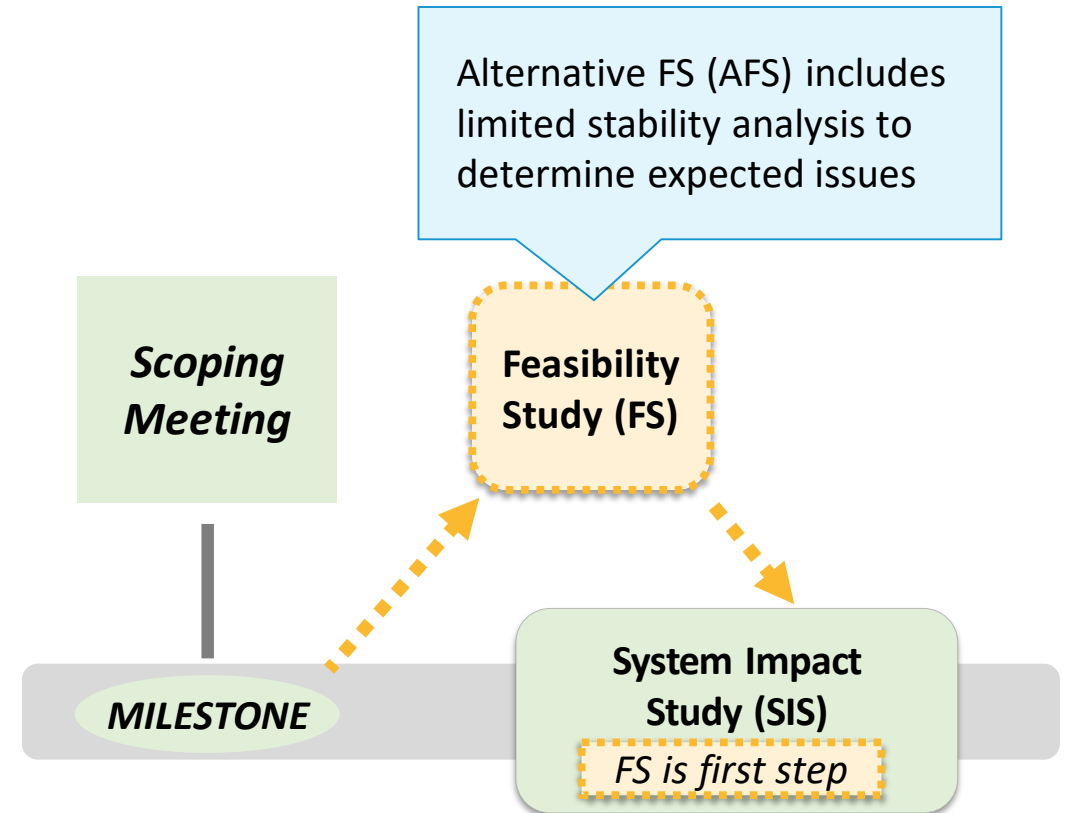 Alternative FS (AFS) includes
limited stability analysis to
determine expected issues
Scoping
Meeting
Feasibility
Study (FS)
MILESTONE
System Impact
Study (SIS)
FS is first step